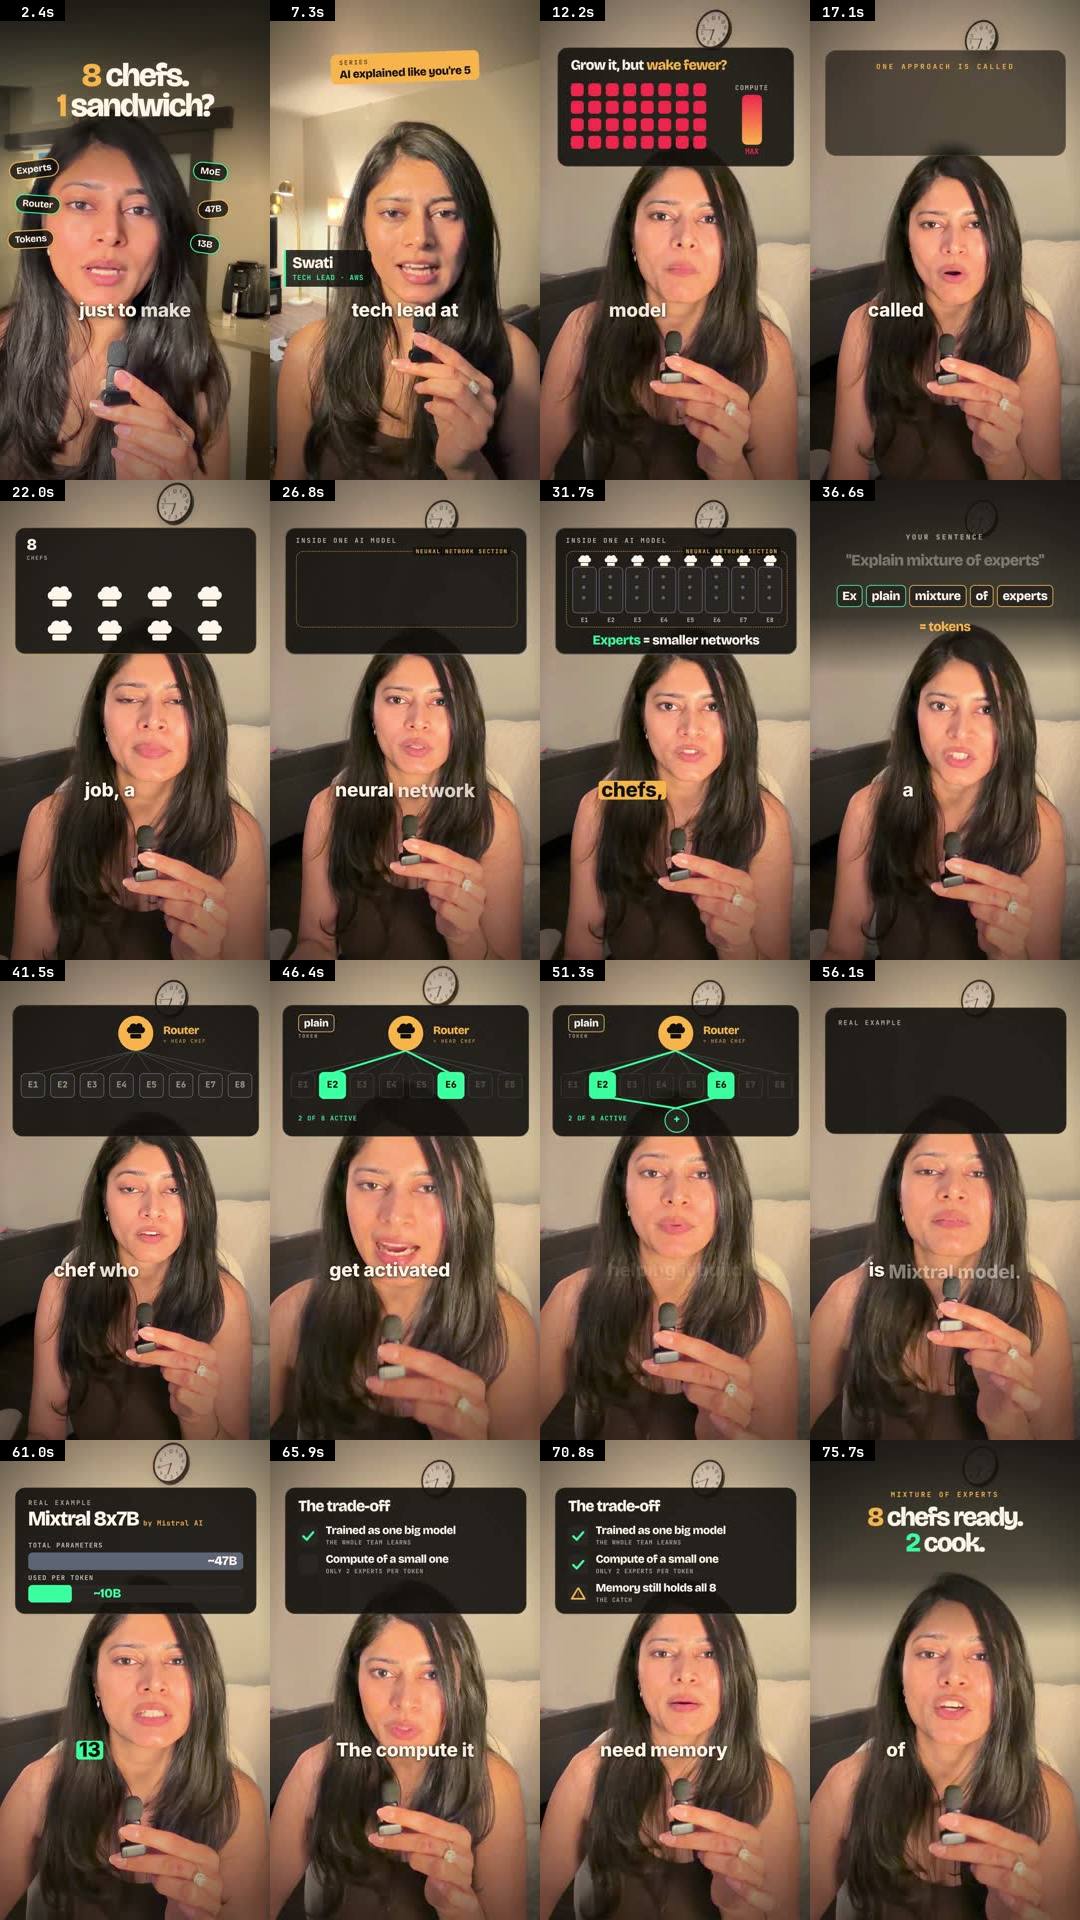 2.4s
8 chefs.
1 sandwich?
Experts
MoE
Router
47B
Tokens
13B
just to make
7.3s
SERIES
AI explained like you're 5
Swati
TECH LEAD - AWS
tech lead at
12.2s
Grow it, but wake fewer?
COMPUTE
MAX
model
17.1s
ONE APPROACH IS CALLED
called
22.0s
8
CHEFS
job, a
26.8s
INSIDE ONE AI MODEL
NEURAL NETWORK SECTION
neural network
31.7s
INSIDE ONE AI MODEL
NEURAL NETWORK SECTION
E1 E2 E3 E4 E5 E6 E7 E8
Experts = smaller networks
chefs,
36.6s
YOUR SENTENCE
"Explain mixture of experts"
Ex plain mixture of experts
= tokens
a
41.5s
Router
= HEAD CHEF
E1 E2 E3 E4 E5 E6 E7 E8
chef who
46.4s
plain
TOKEN
Router
= HEAD CHEF
E1 E2 E3 E4 E5 E6 E7 E8
2 OF 8 ACTIVE
get activated
51.3s
plain
TOKEN
Router
= HEAD CHEF
E1 E2 E3 E4 E5 E6 E7 E8
2 OF 8 ACTIVE
+
56.1s
REAL EXAMPLE
is Mixtral model.
61.0s
REAL EXAMPLE
Mixtral 8x7B by Mistral AI
TOTAL PARAMETERS
~47B
USED PER TOKEN
~10B
13
65.9s
The trade-off
Trained as one big model
THE WHOLE TEAM LEARNS
Compute of a small one
ONLY 2 EXPERTS PER TOKEN
The compute it
70.8s
The trade-off
Trained as one big model
THE WHOLE TEAM LEARNS
Compute of a small one
ONLY 2 EXPERTS PER TOKEN
Memory still holds all 8
THE CATCH
need memory
75.7s
MIXTURE OF EXPERTS
8 chefs ready.
2 cook.
of